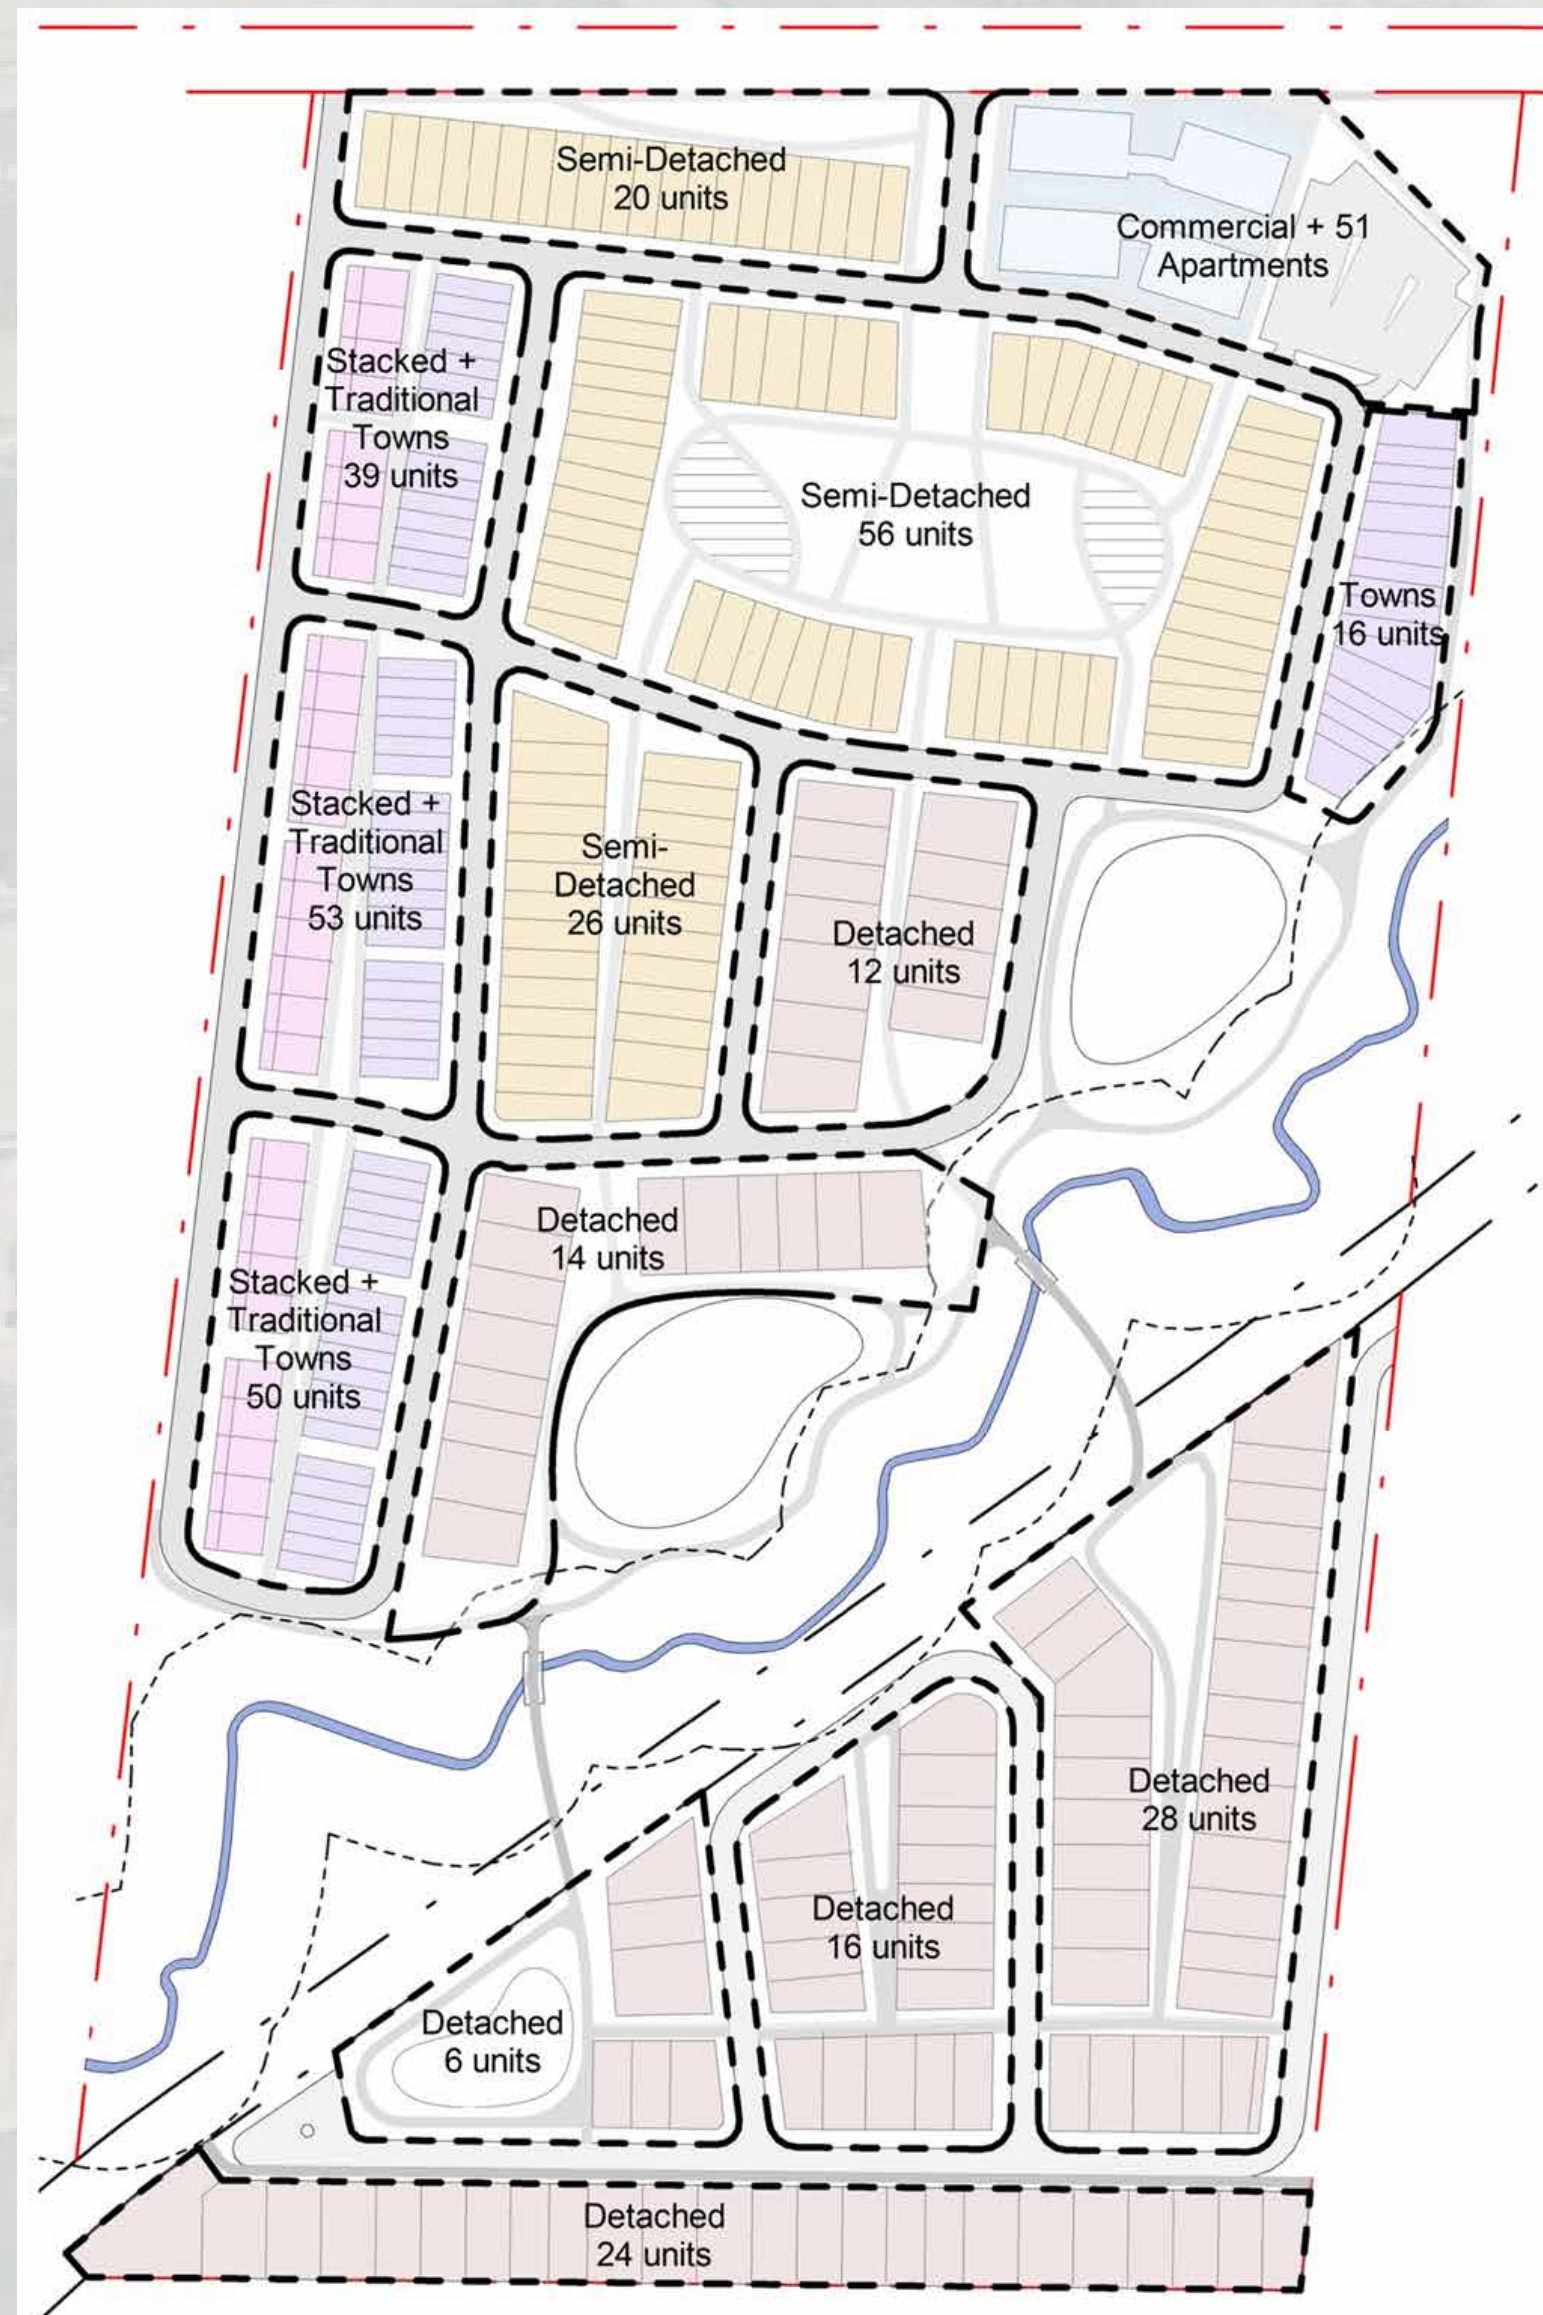 Semi-Detached
20 units
Commercial + 51
Apartments
Stacked +
Traditional
Towns
39 units
Semi-Detached
56 units
Towns
16 units
Stacked +
Traditional
Towns
53 units
Semi-
Detached
26 units
Detached
12 units
Detached
14 units
Stacked +
Traditional
Towns
50 units
Detached
28 units
Detached
16 units
Detached
6 units
Detached
24 units